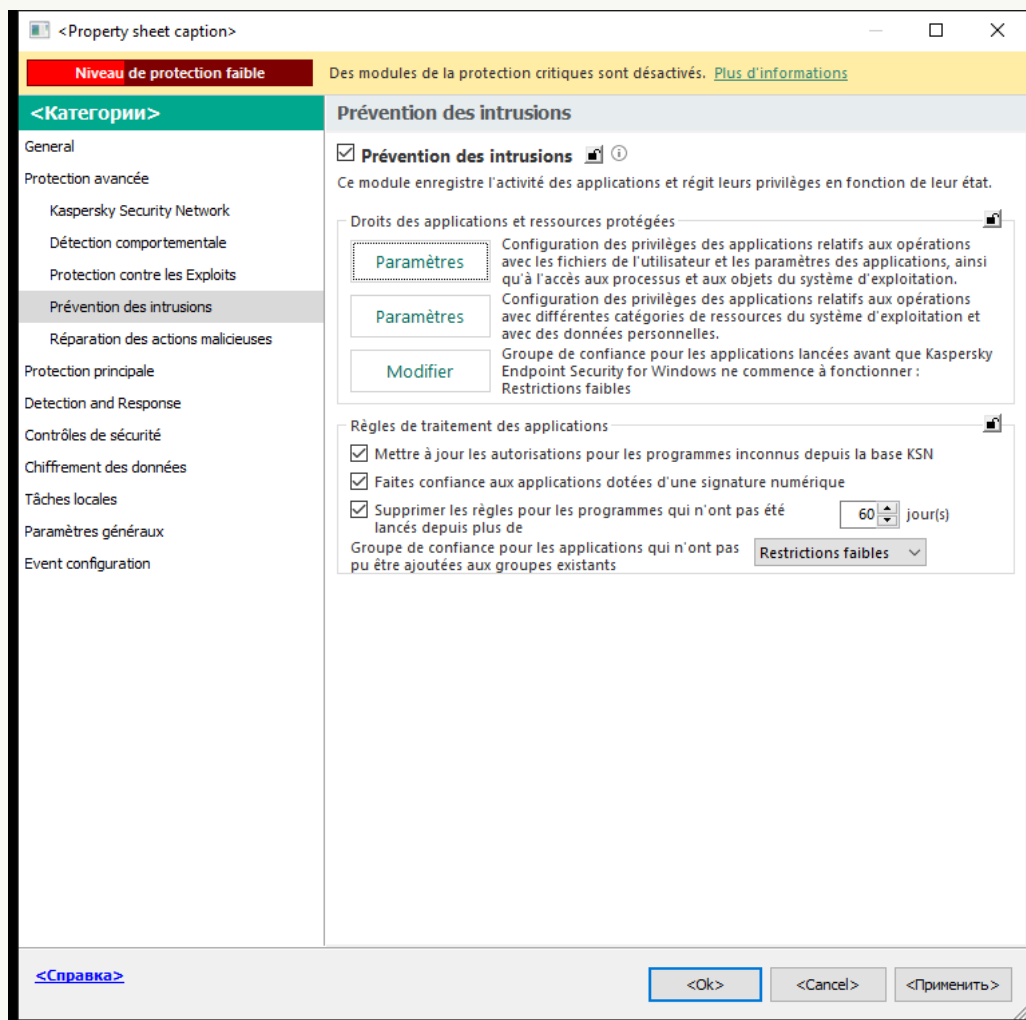 <Property sheet caption>
Niveau de protection faible
Des modules de la protection critiques sont désactivés. Plus d'informations
<Категории>
Prévention des intrusions
General
Protection avancée
Kaspersky Security Network
Détection comportementale
Protection contre les Exploits
Prévention des intrusions
Réparation des actions malicieuses
Protection principale
Detection and Response
Contrôles de sécurité
Chiffrement des données
Tâches locales
Paramètres généraux
Event configuration
Prévention des intrusions
Ce module enregistre l'activité des applications et régit leurs privilèges en fonction de leur état.
Droits des applications et ressources protégées
Paramètres
Configuration des privilèges des applications relatifs aux opérations
avec les fichiers de l'utilisateur et les paramètres des applications, ainsi
qu'à l'accès aux processus et aux objets du système d'exploitation.
Paramètres
Configuration des privilèges des applications relatifs aux opérations
avec différentes catégories de ressources du système d'exploitation et
avec des données personnelles.
Modifier
Groupe de confiance pour les applications lancées avant que Kaspersky
Endpoint Security for Windows ne commence à fonctionner :
Restrictions faibles
Règles de traitement des applications
Mettre à jour les autorisations pour les programmes inconnus depuis la base KSN
Faites confiance aux applications dotées d'une signature numérique
Supprimer les règles pour les programmes qui n'ont pas été
lancés depuis plus de
60 jour(s)
Groupe de confiance pour les applications qui n'ont pas
pu être ajoutées aux groupes existants
Restrictions faibles
<Справка>
<Ok>
<Cancel>
<Применить>